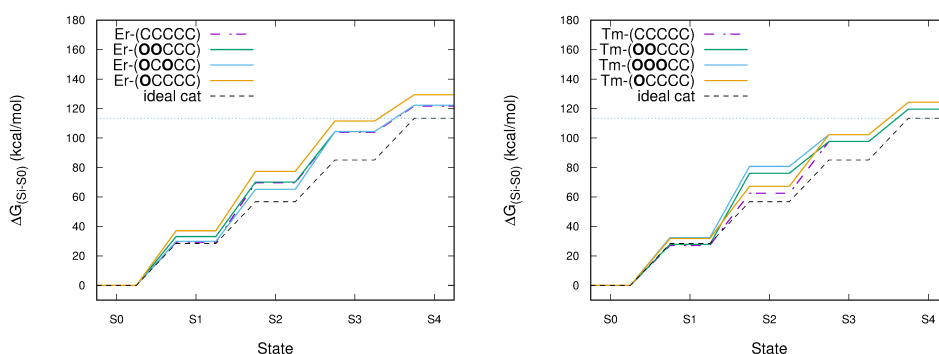 180
160
140
120
100
80
60
40
20
0
ΔG(Si-S0) (kcal/mol)
Er-(CCCCC)
Er-(OOCCC)
Er-(OCOCC)
Er-(OCCCC)
ideal cat
S0 S1 S2 S3 S4
State
180
160
140
120
100
80
60
40
20
0
ΔG(Si-S0) (kcal/mol)
Tm-(CCCCC)
Tm-(OOCCC)
Tm-(OOOCC)
Tm-(OCCCC)
ideal cat
S0 S1 S2 S3 S4
State